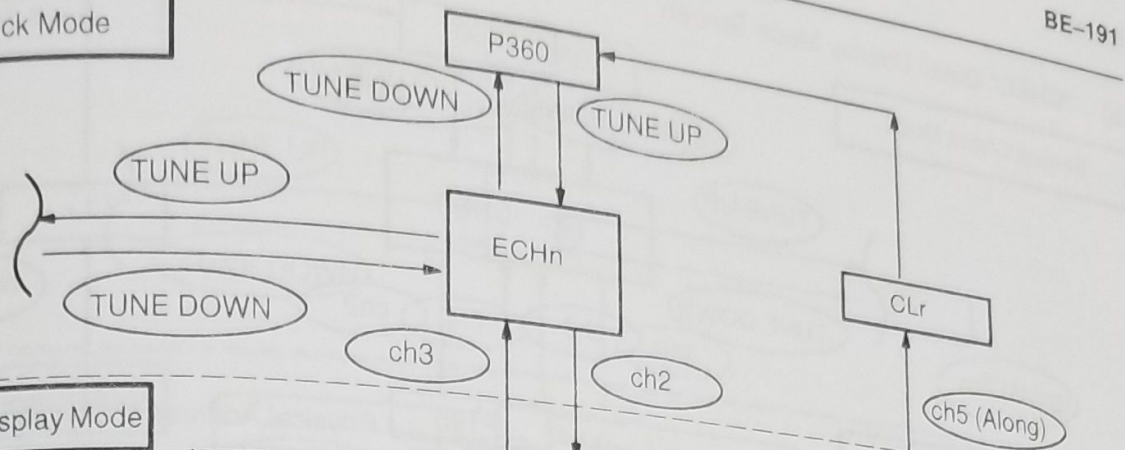 BE–191
ck Mode
P360
TUNE DOWN
TUNE UP
TUNE UP
ECHn
TUNE DOWN
CLr
ch3
ch2
ch5 (Along)
splay Mode